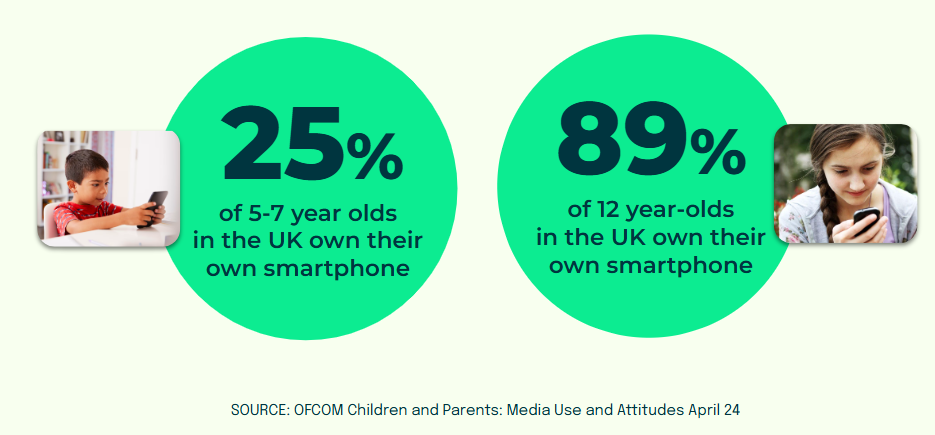 25%
of 5-7 year olds
in the UK own their
own smartphone
89%
of 12 year-olds
in the UK own their
own smartphone
SOURCE: OFCOM Children and Parents: Media Use and Attitudes April 24